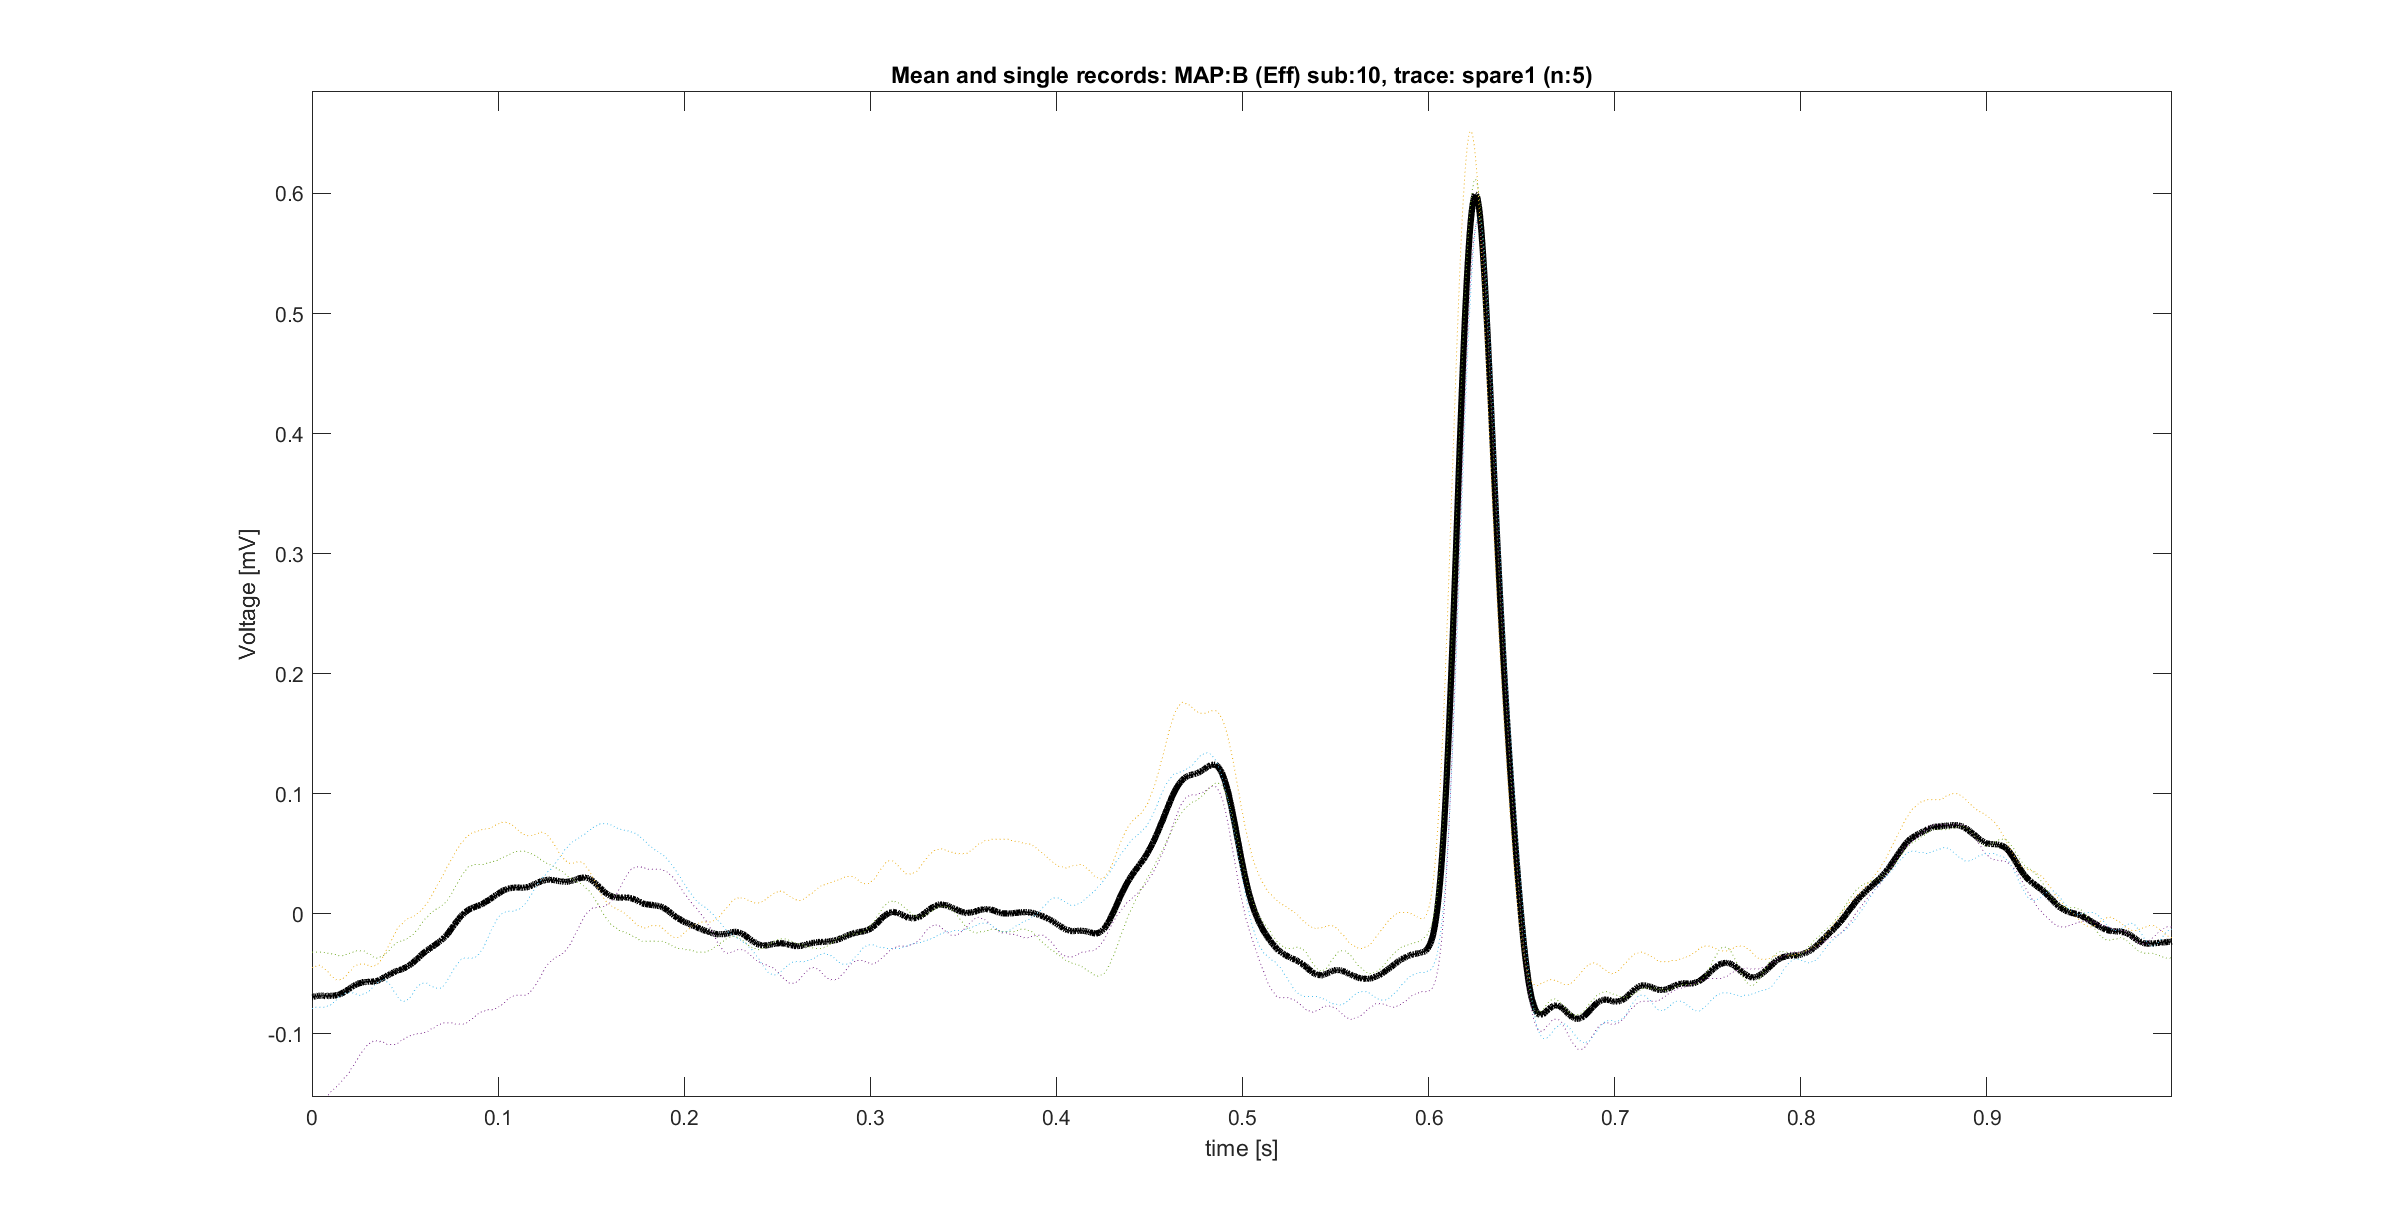 Mean and single records: MAP:B (Eff) sub:10, trace: spare1 (n:5)
0.6
0.5
0.4
0.3
0.2
0.1
0
-0.1
Voltage [mV]
0 0.1 0.2 0.3 0.4 0.5 0.6 0.7 0.8 0.9
time [s]